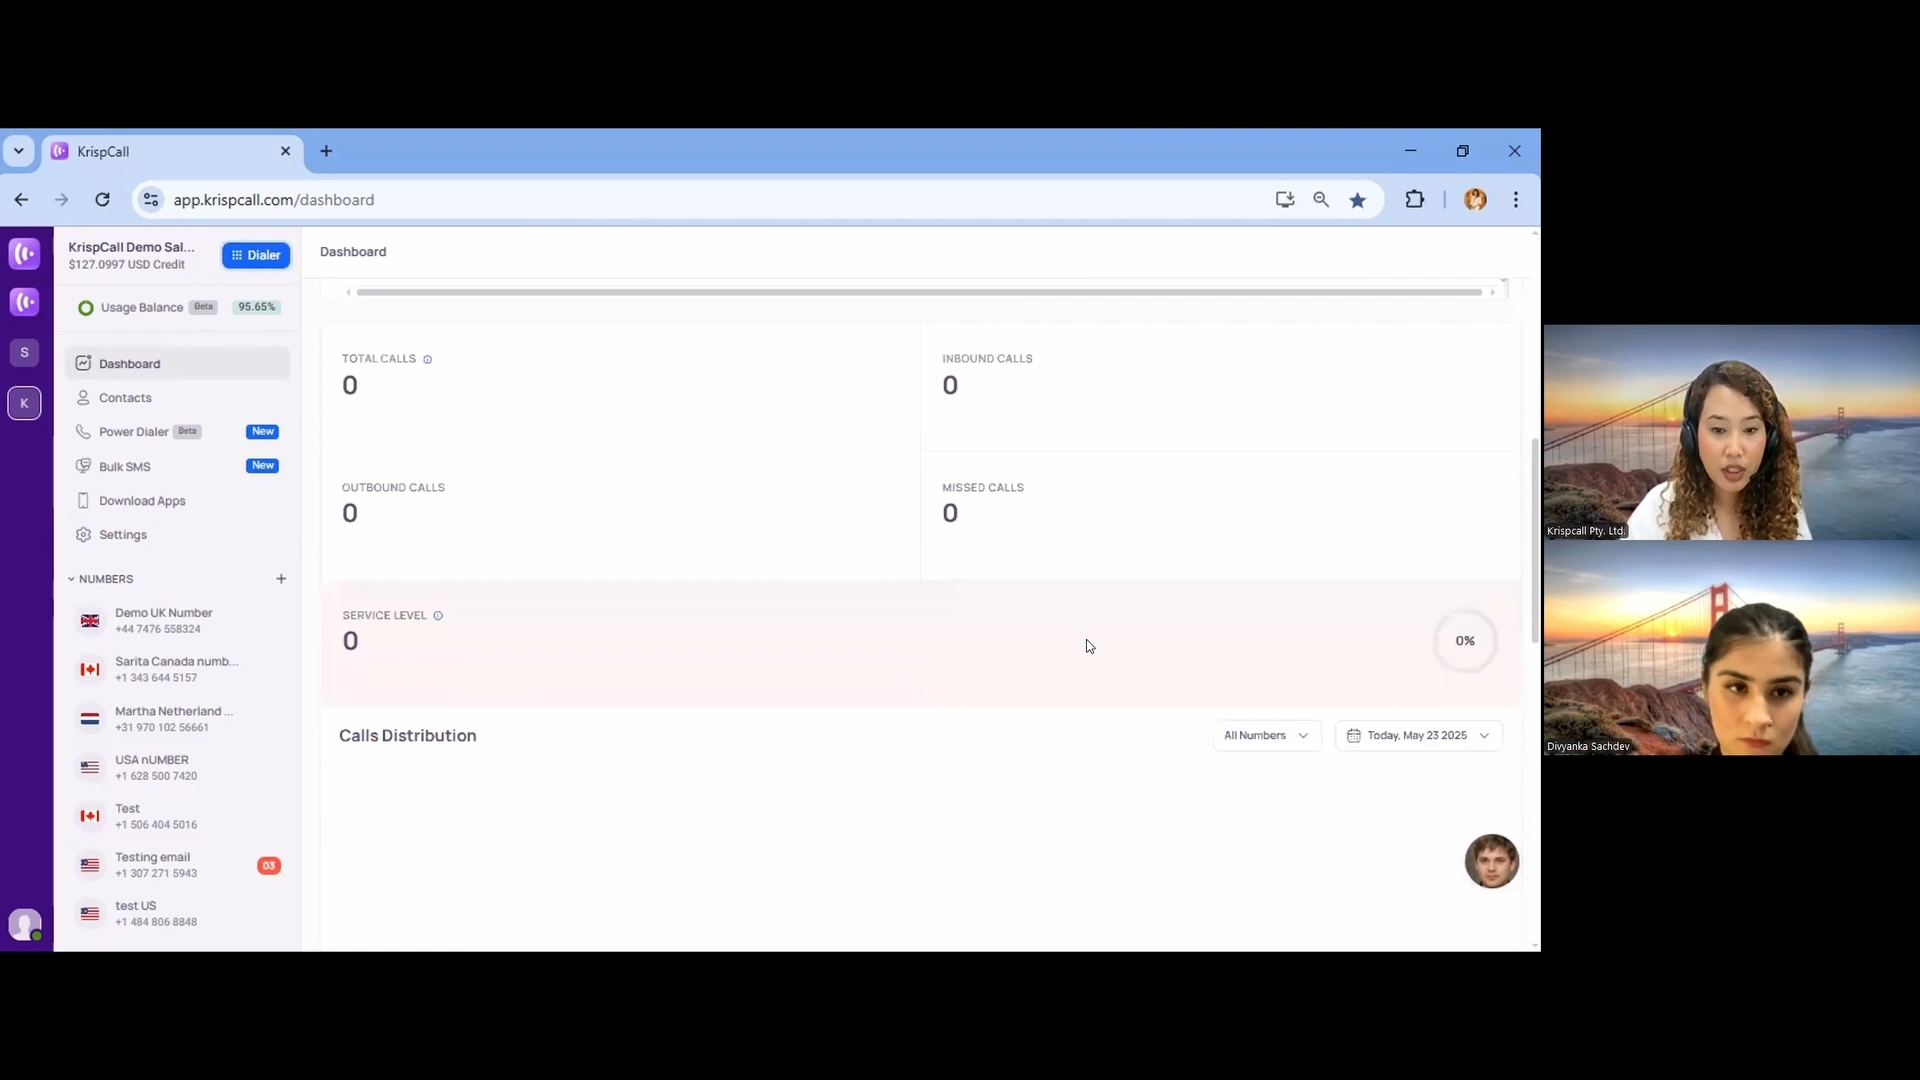 KrispCall
app.krispcall.com/dashboard
KrispCall Demo Sal...
$127.0997 USD Credit
Dialer
Usage Balance Beta 95.65%
S
K
Dashboard
Contacts
Power Dialer Beta New
Bulk SMS New
Download Apps
Settings
NUMBERS
Demo UK Number
+44 7476 558324
Sarita Canada numb...
+1 343 644 5157
Martha Netherland ...
+31 970 102 56661
USA nUMBER
+1 628 500 7420
Test
+1 506 404 5016
Testing email
+1 307 271 5943
03
test US
+1 484 806 8848
Dashboard
TOTAL CALLS
0
INBOUND CALLS
0
OUTBOUND CALLS
0
MISSED CALLS
0
SERVICE LEVEL
0
0%
Calls Distribution
All Numbers
Today, May 23 2025
Krispcall Pty. Ltd.
Divyanka Sachdev